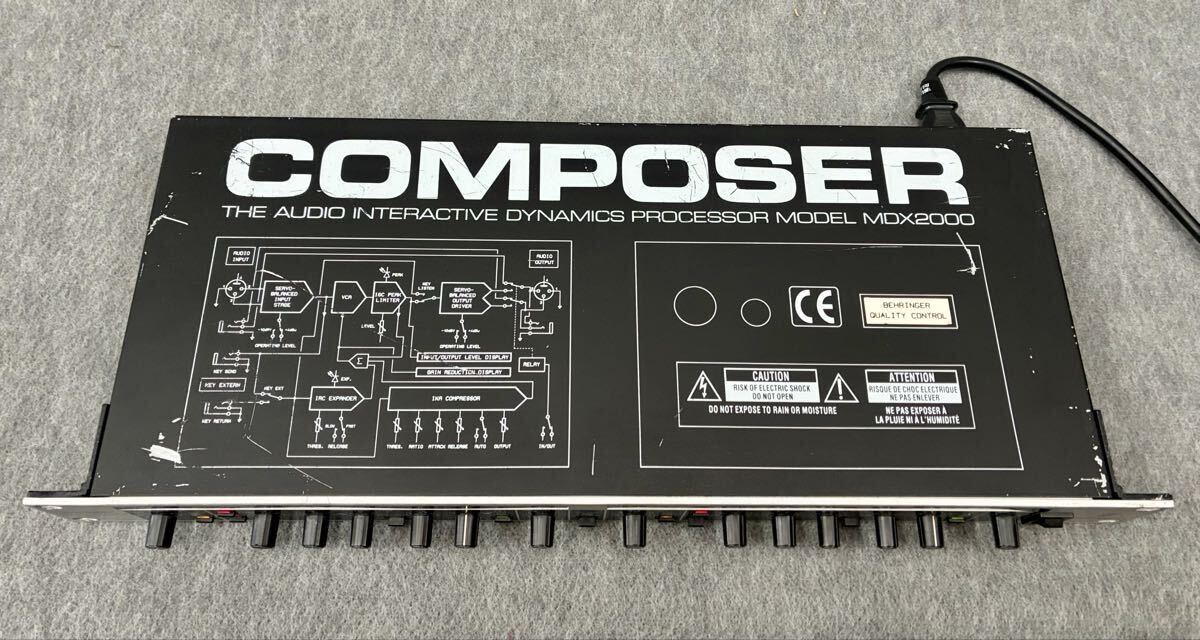 COMPOSER
THE AUDIO INTERACTIVE DYNAMICS PROCESSOR MODEL MDX2000
AUDIO
INPUT
SERVO-
BALANCED
INPUT
STAGE
VCA
PEAK
IGC PEAK
LIMITER
LEVEL
KEY
LISTEN
SERVO-
BALANCED
OUTPUT
DRIVER
AUDIO
OUTPUT
-10dBV +4dBu
OPERATING LEVEL
-10dBV +4dBu
OPERATING LEVEL
INPUT/OUTPUT LEVEL DISPLAY
GAIN REDUCTION DISPLAY
RELAY
KEY SEND
KEY EXTERN
KEY RETURN
KEY EXT
Σ
EXP.
IRC EXPANDER
SLOW FAST
THRES. RELEASE
IKA COMPRESSOR
THRES. RATIO ATTACK RELEASE AUTO OUTPUT
IN/OUT
CE
BEHRINGER
QUALITY CONTROL
CAUTION
RISK OF ELECTRIC SHOCK
DO NOT OPEN
DO NOT EXPOSE TO RAIN OR MOISTURE
ATTENTION
RISQUE DE CHOC ELECTRIQUE
NE PAS ENLEVER
NE PAS EXPOSER À
LA PLUIE NI À L'HUMIDITÉ